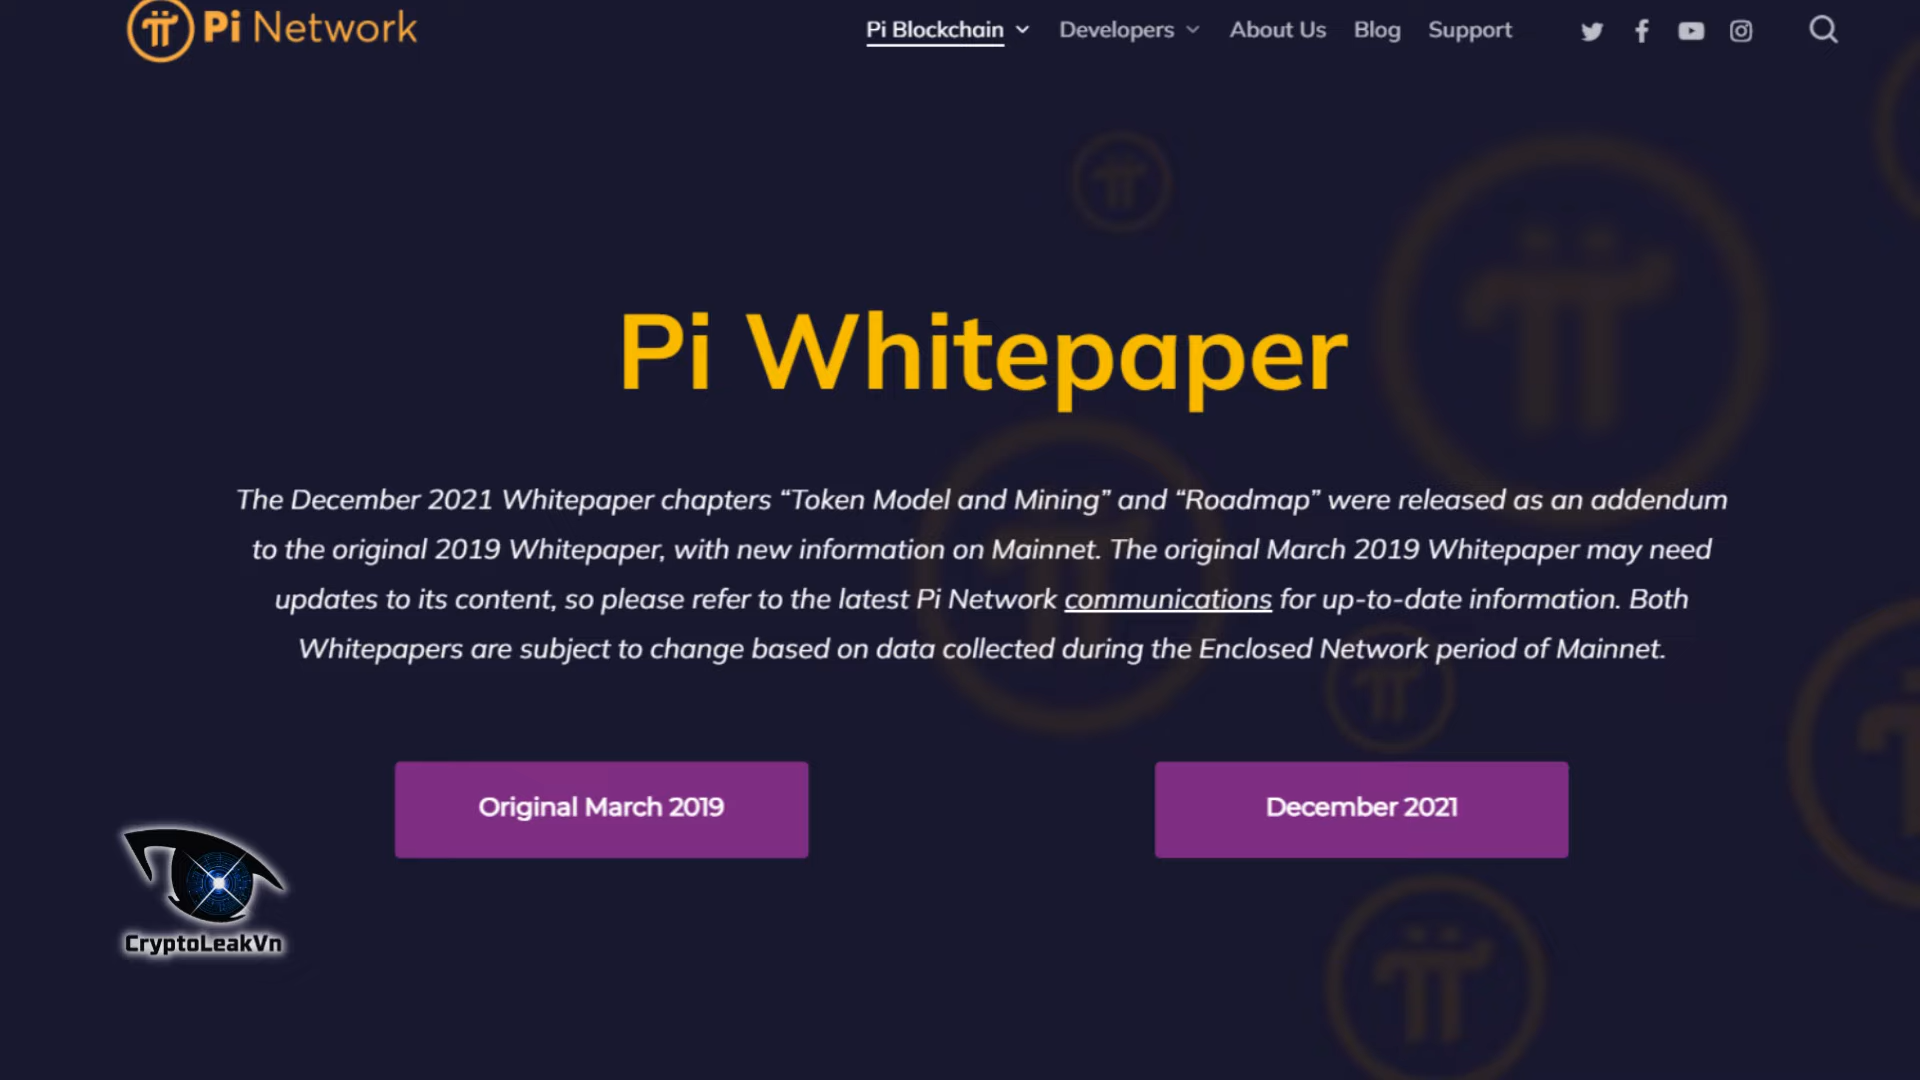 Pi Network
Pi Blockchain Developers About Us Blog Support
Pi Whitepaper
The December 2021 Whitepaper chapters “Token Model and Mining” and “Roadmap” were released as an addendum
to the original 2019 Whitepaper, with new information on Mainnet. The original March 2019 Whitepaper may need
updates to its content, so please refer to the latest Pi Network communications for up-to-date information. Both
Whitepapers are subject to change based on data collected during the Enclosed Network period of Mainnet.
Original March 2019
December 2021
CryptoLeakVn